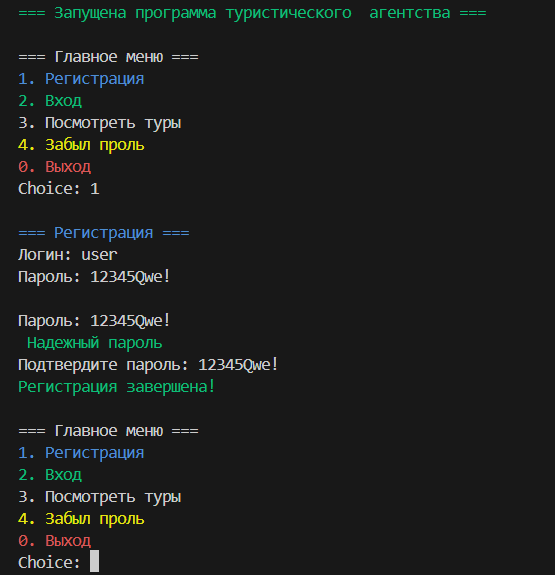 === Запущена программа туристического  агентства ===
=== Главное меню ===
1. Регистрация
2. Вход
3. Посмотреть туры
4. Забыл проль
0. Выход
Choice: 1
=== Регистрация ===
Логин: user
Пароль: 12345Qwe!
Пароль: 12345Qwe!
Надежный пароль
Подтвердите пароль: 12345Qwe!
Регистрация завершена!
=== Главное меню ===
1. Регистрация
2. Вход
3. Посмотреть туры
4. Забыл проль
0. Выход
Choice: